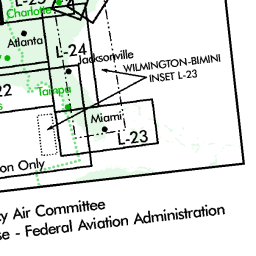 L-23
Charlotte
Atlanta
L-24
Jacksonville
WILMINGTON-BIMINI
INSET L-23
22
Tampa
s
Miami
L-23
on Only
y Air Committee
se - Federal Aviation Administration